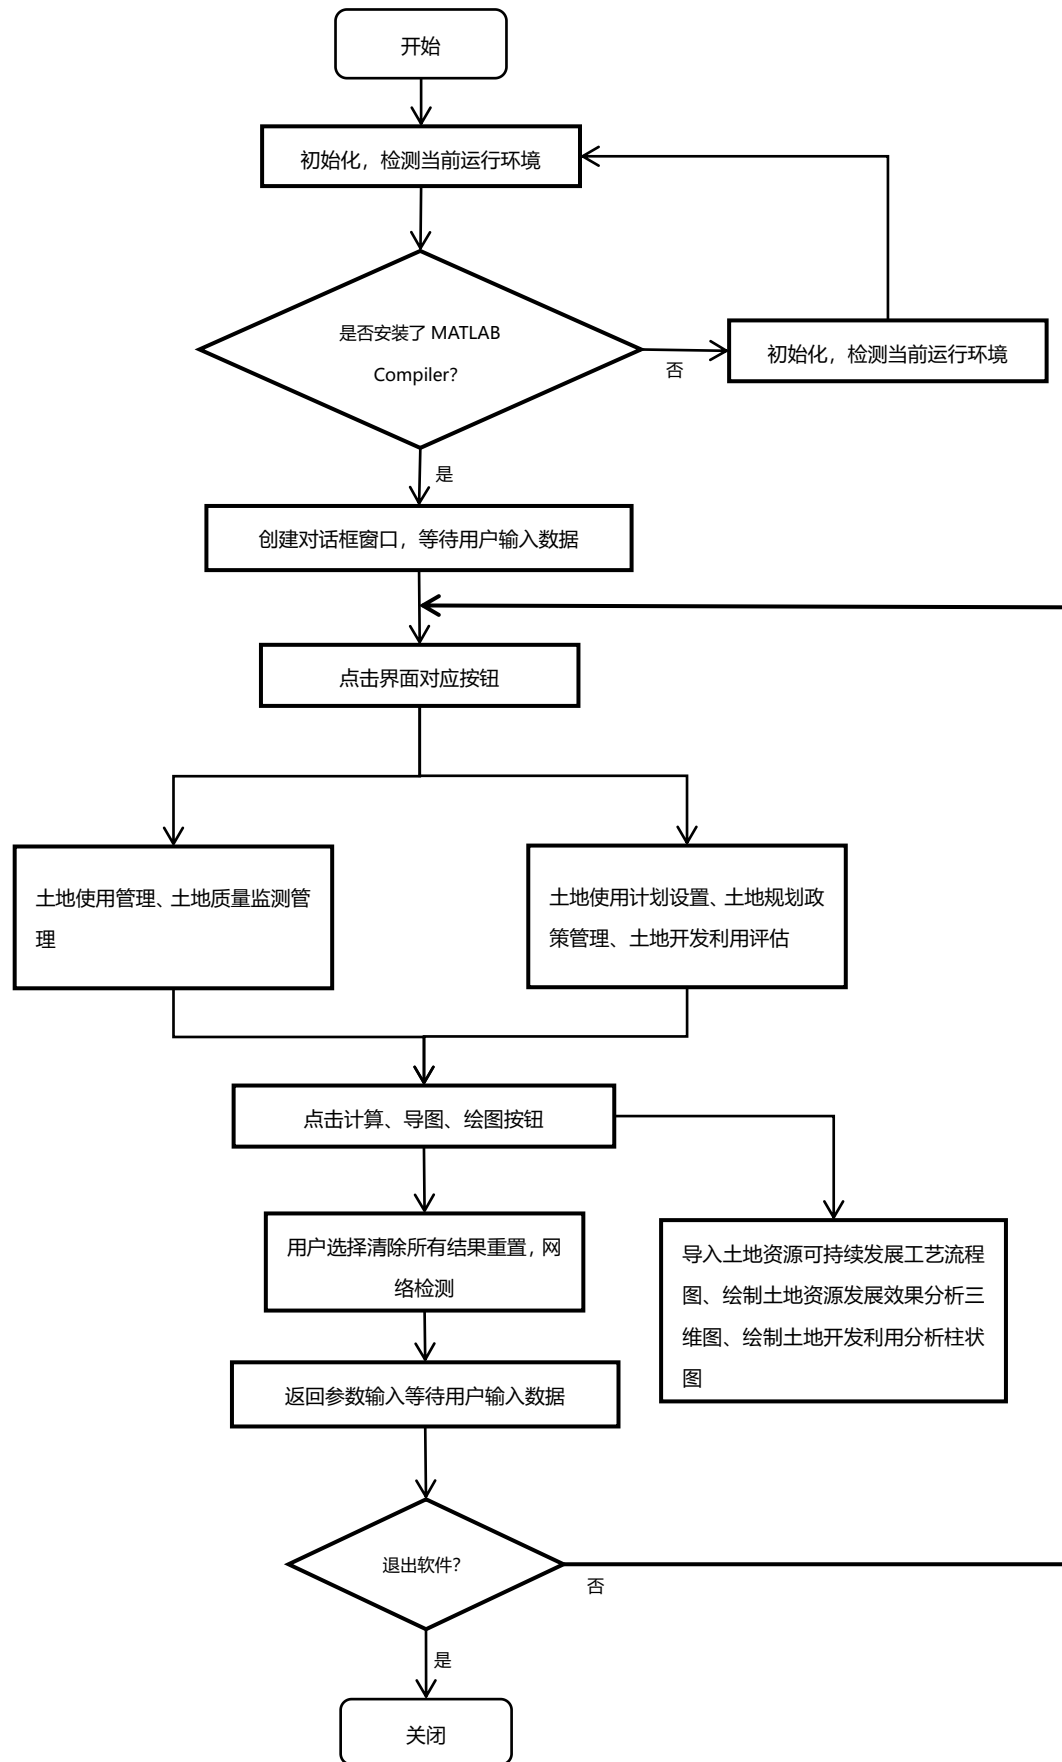 开始
初始化，检测当前运行环境
是否安装了 MATLAB
Compiler?
否
初始化，检测当前运行环境
是
创建对话框窗口，等待用户输入数据
点击界面对应按钮
土地使用管理、土地质量监测管
理
土地使用计划设置、土地规划政
策管理、土地开发利用评估
点击计算、导图、绘图按钮
用户选择清除所有结果重置，网
络检测
导入土地资源可持续发展工艺流程
图、绘制土地资源发展效果分析三
维图、绘制土地开发利用分析柱状
图
返回参数输入等待用户输入数据
退出软件？
否
是
关闭